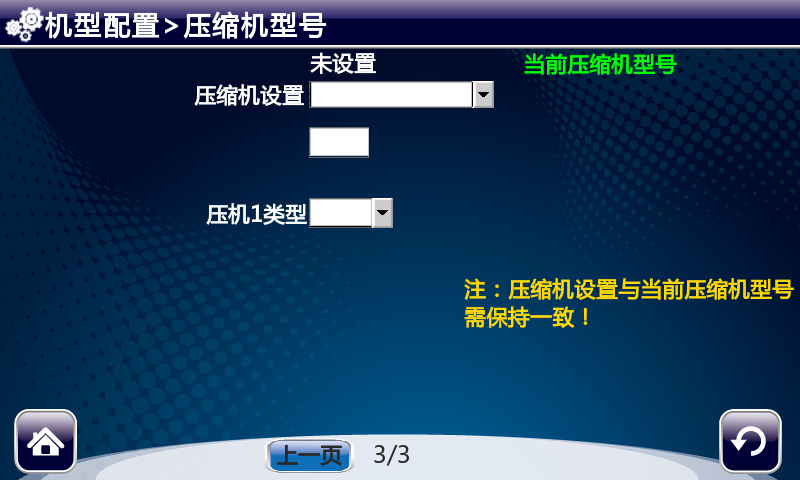 机型配置>压缩机型号
未设置
当前压缩机型号
压缩机设置
压机1类型
注：压缩机设置与当前压缩机型号
需保持一致！
上一页
3/3